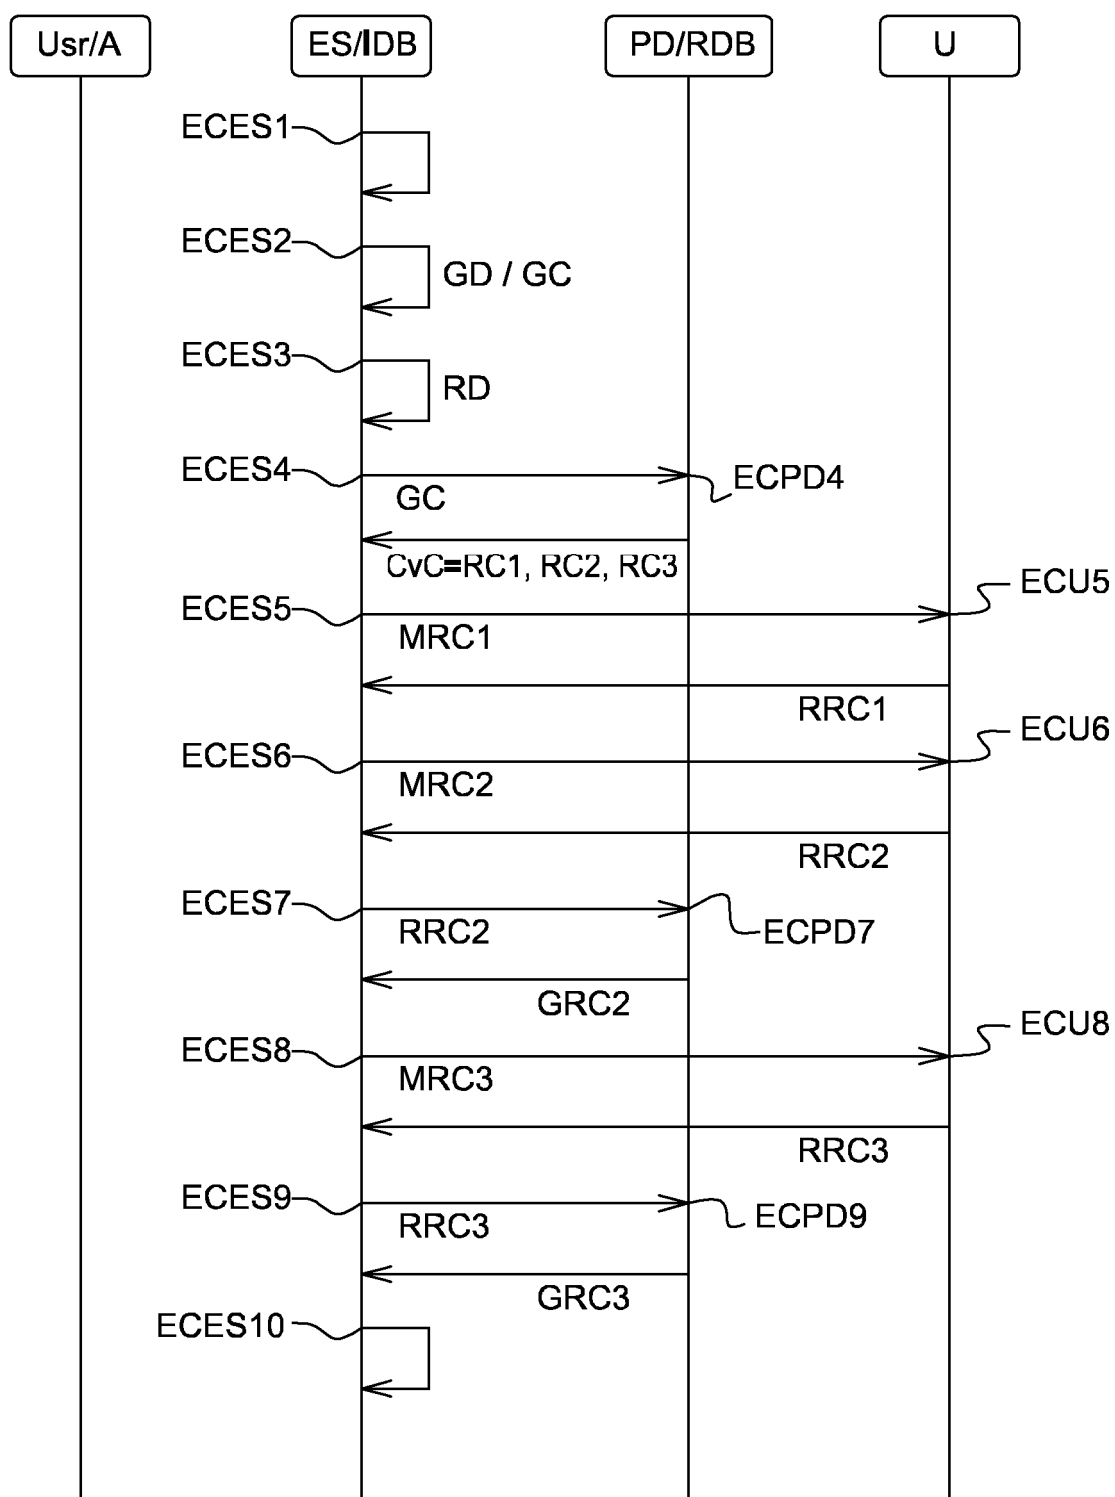 Usr/A
ES/IDB
PD/RDB
U
ECES1
ECES2
GD / GC
ECES3
RD
ECES4
ECPD4
GC
CvC=RC1, RC2, RC3
ECU5
ECES5
MRC1
RRC1
ECU6
ECES6
MRC2
RRC2
ECES7
RRC2
ECPD7
GRC2
ECU8
ECES8
MRC3
RRC3
ECES9
RRC3
ECPD9
GRC3
ECES10